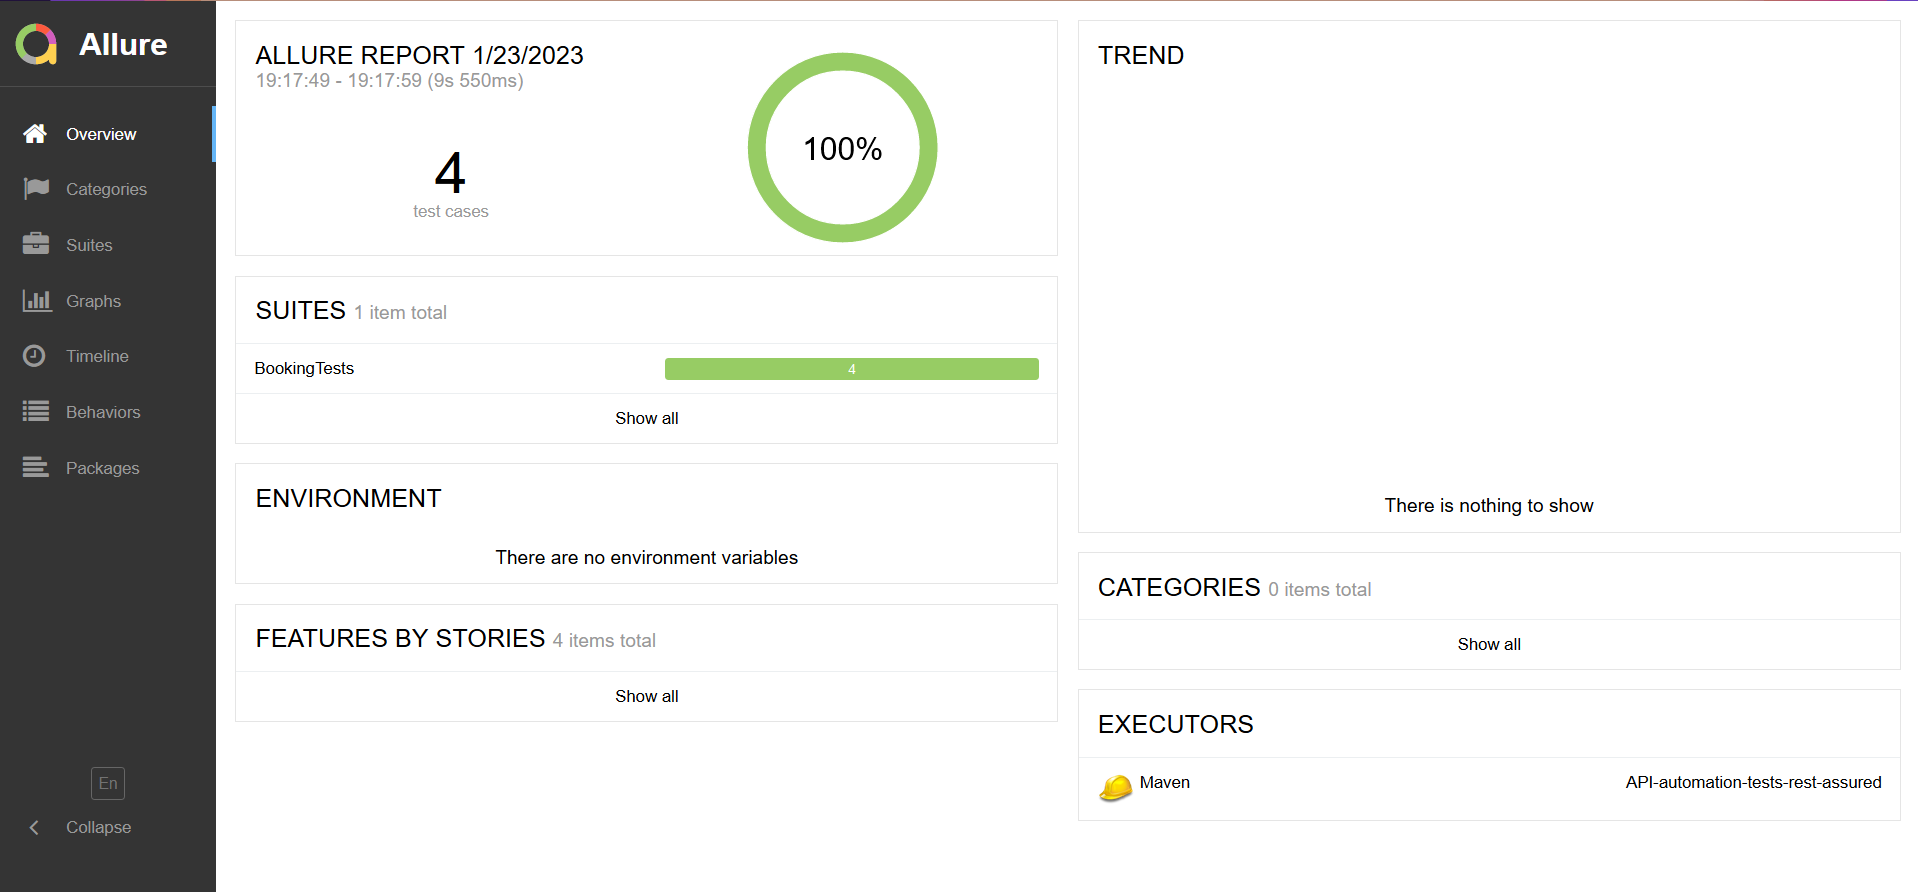 Allure
Overview
Categories
Suites
Graphs
Timeline
Behaviors
Packages
En
Collapse
ALLURE REPORT 1/23/2023
19:17:49 - 19:17:59 (9s 550ms)
4
test cases
100%
SUITES 1 item total
BookingTests 4
Show all
ENVIRONMENT
There are no environment variables
FEATURES BY STORIES 4 items total
Show all
TREND
There is nothing to show
CATEGORIES 0 items total
Show all
EXECUTORS
Maven API-automation-tests-rest-assured